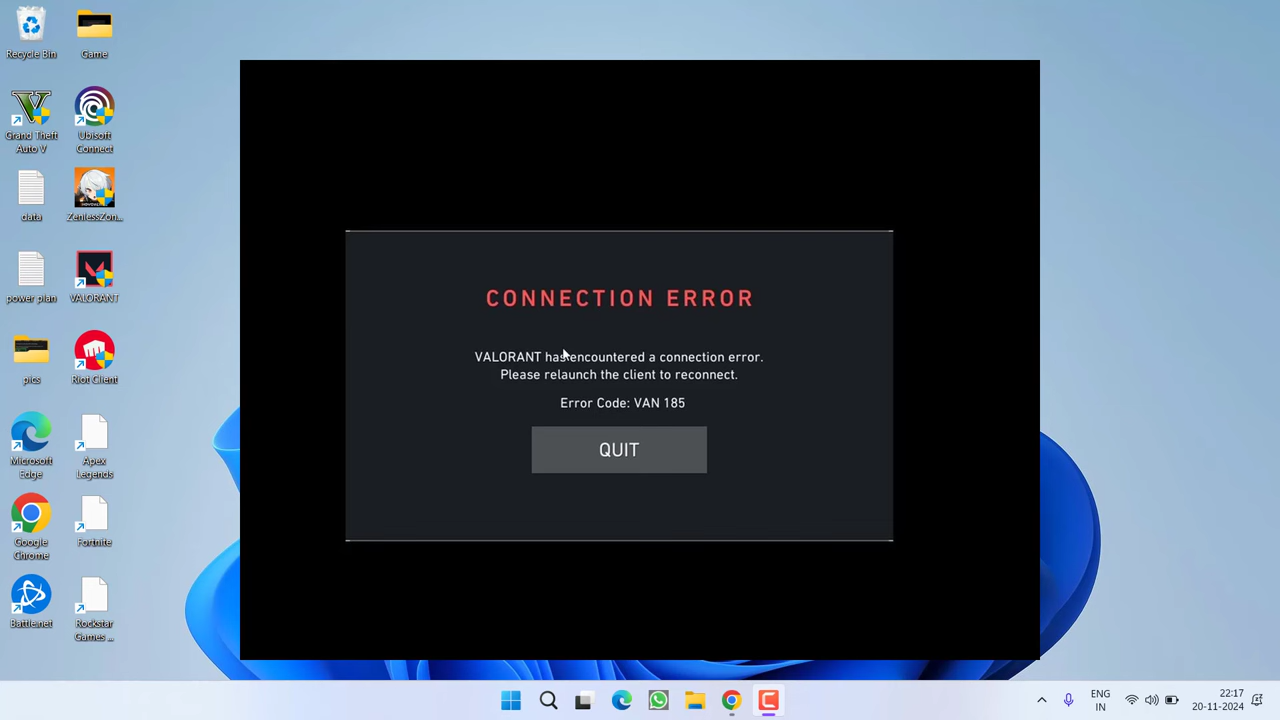 Recycle Bin
Game
Grand Theft
Auto V
Ubisoft
Connect
data
ZenlessZon...
power plan
VALORANT
pics
Riot Client
Microsoft
Edge
Apex
Legends
Google
Chrome
Fortnite
Battle.net
Rockstar
Games ...
CONNECTION ERROR
VALORANT has encountered a connection error.
Please relaunch the client to reconnect.
Error Code: VAN 185
QUIT
ENG
IN
22:17
20-11-2024